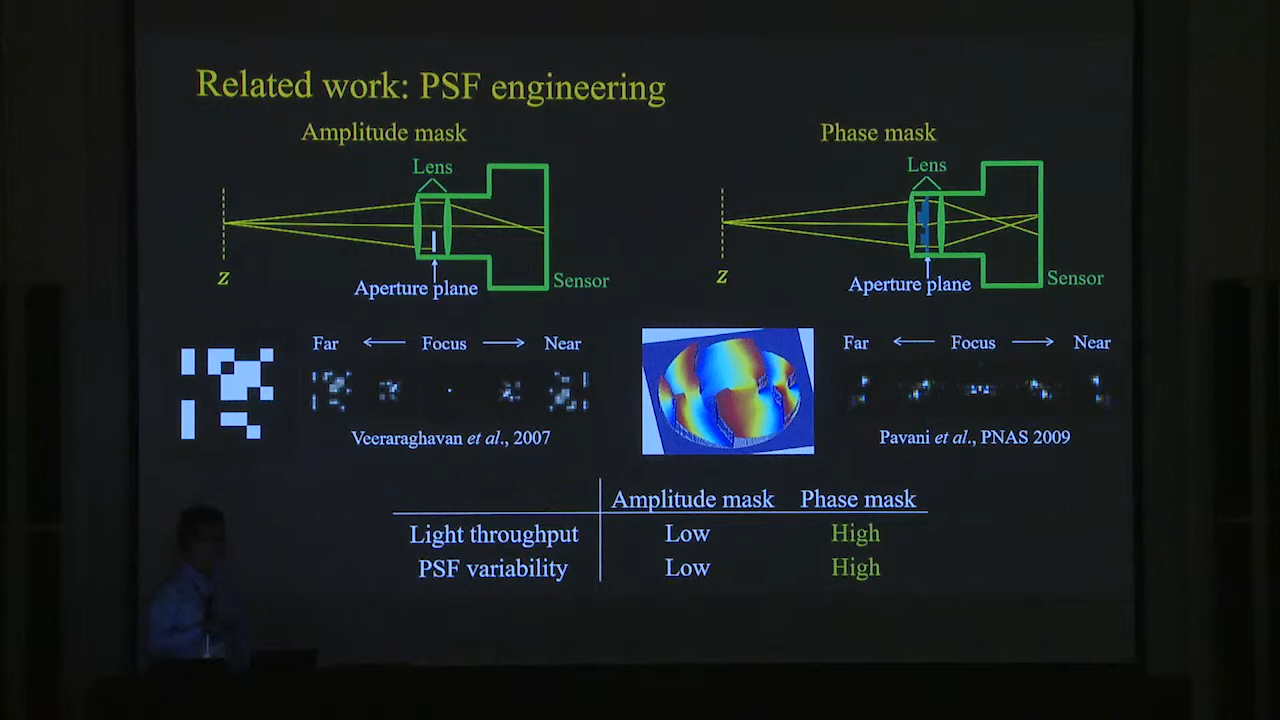 Related work: PSF engineering
Amplitude mask
Lens
z
Aperture plane
Sensor
Phase mask
Lens
z
Aperture plane
Sensor
Far ← Focus → Near
Veeraraghavan et al., 2007
Far ← Focus → Near
Pavani et al., PNAS 2009
Amplitude mask Phase mask
Light throughput Low High
PSF variability Low High